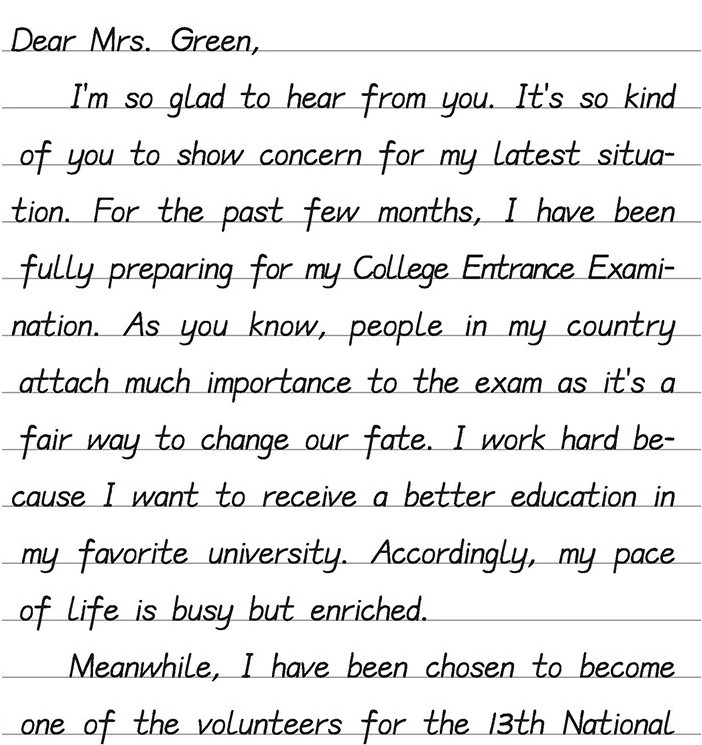 Dear Mrs. Green,
I'm so glad to hear from you. It's so kind
of you to show concern for my latest situa-
tion. For the past few months, I have been
fully preparing for my College Entrance Exami-
nation. As you know, people in my country
attach much importance to the exam as it's a
fair way to change our fate. I work hard be-
cause I want to receive a better education in
my favorite university. Accordingly, my pace
of life is busy but enriched.
Meanwhile, I have been chosen to become
one of the volunteers for the 13th National